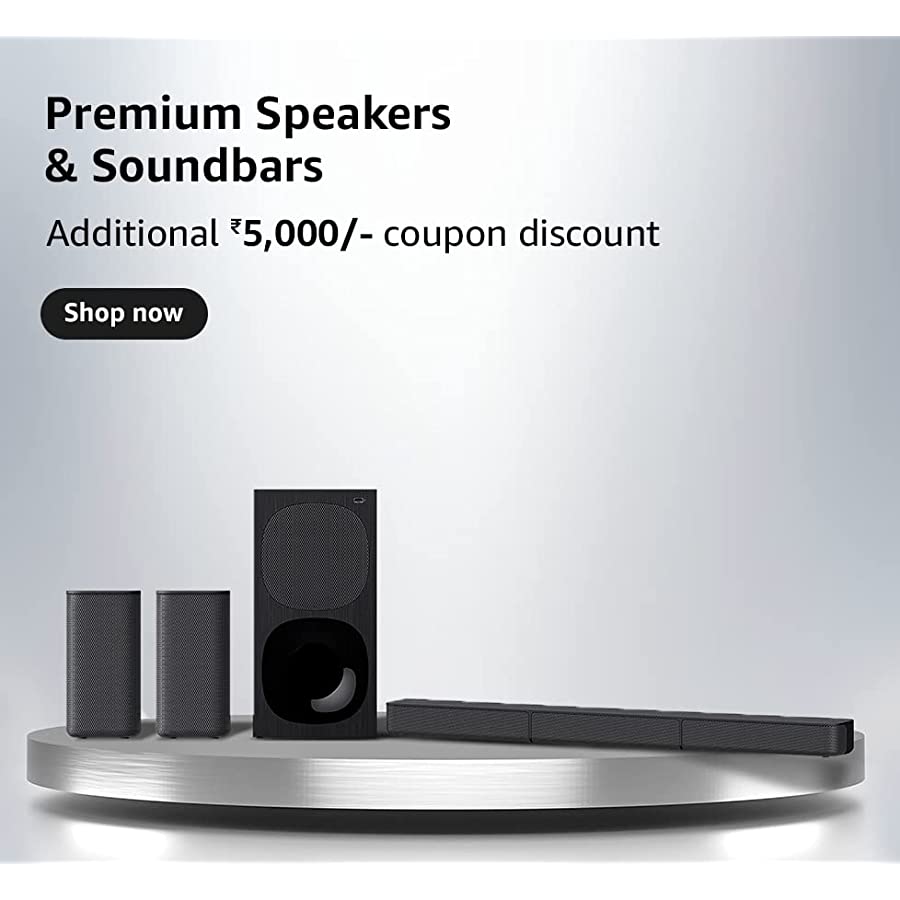 Premium Speakers
& Soundbars
Additional ₹5,000/- coupon discount
Shop now